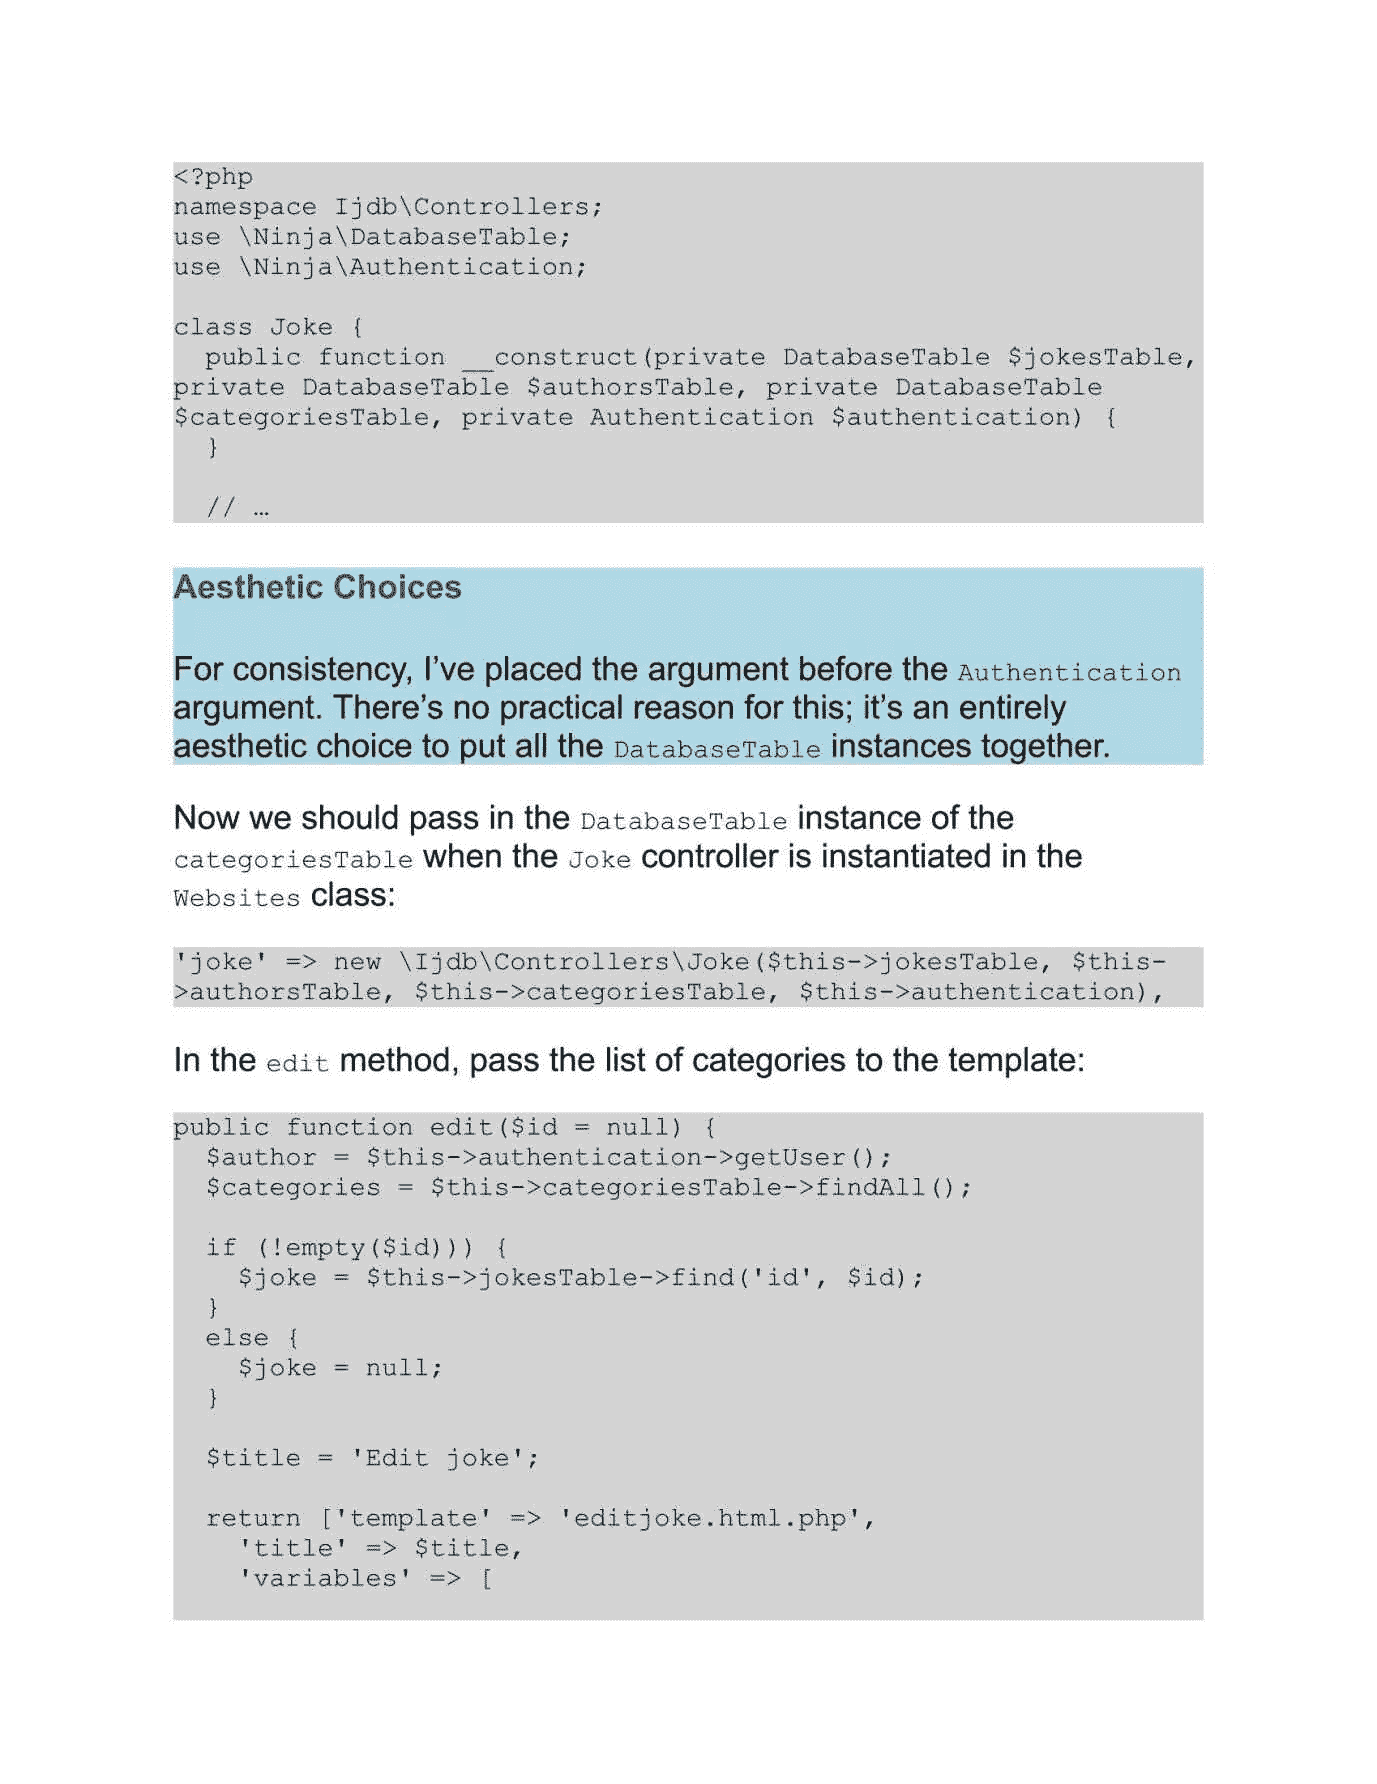 <?php
namespace Ijdb\Controllers;
use \Ninja\DatabaseTable;
use \Ninja\Authentication;
class Joke {
  public function __construct(private DatabaseTable $jokesTable,
private DatabaseTable $authorsTable, private DatabaseTable
$categoriesTable, private Authentication $authentication) {
  }
  // …
Aesthetic Choices
For consistency, I’ve placed the argument before the Authentication
argument. There’s no practical reason for this; it’s an entirely
aesthetic choice to put all the DatabaseTable instances together.
Now we should pass in the DatabaseTable instance of the
categoriesTable when the Joke controller is instantiated in the
Websites class:
'joke' => new \Ijdb\Controllers\Joke($this->jokesTable, $this-
>authorsTable, $this->categoriesTable, $this->authentication),
In the edit method, pass the list of categories to the template:
public function edit($id = null) {
  $author = $this->authentication->getUser();
  $categories = $this->categoriesTable->findAll();
  if (!empty($id))) {
    $joke = $this->jokesTable->find('id', $id);
  }
  else {
    $joke = null;
  }
  $title = 'Edit joke';
  return ['template' => 'editjoke.html.php',
    'title' => $title,
    'variables' => [